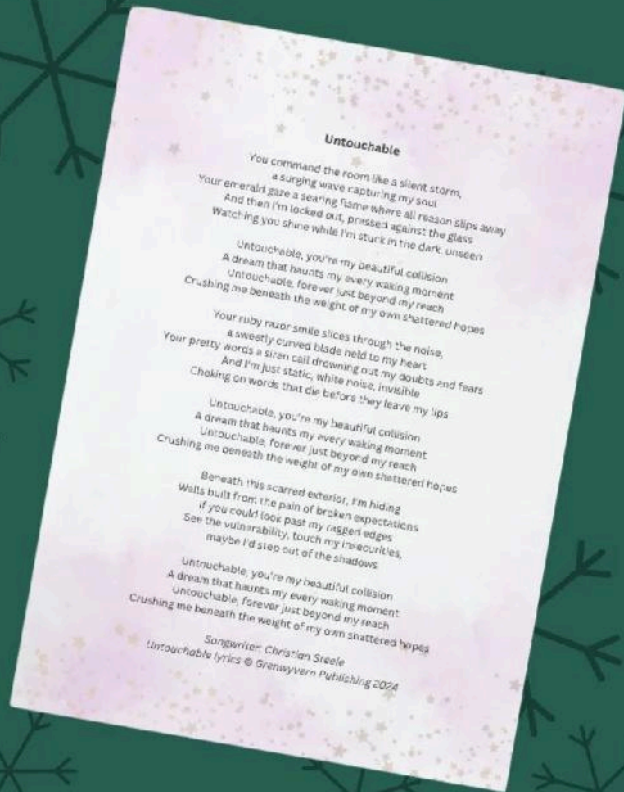 Untouchable
You command the room like a silent storm,
a surging wave capturing my soul
Your emerald gaze a searing flame where all reason slips away
And then I'm locked out, pressed against the glass
Watching you shine while I'm stuck in the dark, unseen
Untouchable, you're my beautiful collision
A dream that haunts my every waking moment
Untouchable, forever just beyond my reach
Crushing me beneath the weight of my own shattered hopes
Your ruby razor smile slices through the noise,
a sweetly curved blade held to my heart
Your pretty words a siren call drowning out my doubts and fears
And I'm just static, white noise, invisible
Choking on words that die before they leave my lips
Untouchable, you're my beautiful collision
A dream that haunts my every waking moment
Untouchable, forever just beyond my reach
Crushing me beneath the weight of my own shattered hopes
Beneath this scarred exterior, I'm hiding
Walls built from the pain of broken expectations
If you could look past my ragged edges
See the vulnerability, touch my insecurities,
maybe I'd step out of the shadows
Untouchable, you're my beautiful collision
A dream that haunts my every waking moment
Untouchable, forever just beyond my reach
Crushing me beneath the weight of my own shattered hopes
Songwriter: Christian Steele
Untouchable lyrics © Grenwyvern Publishing 2024